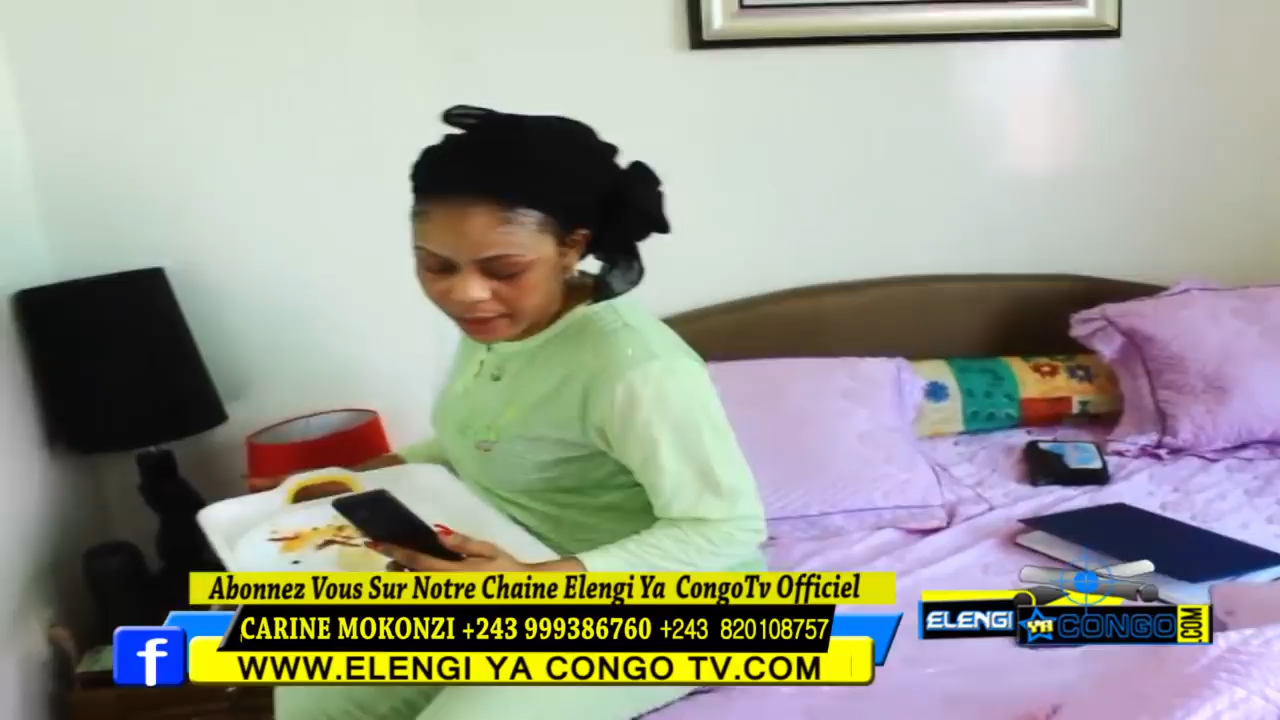 Abonnez Vous Sur Notre Chaine Elengi Ya CongoTv Officiel
CARINE MOKONZI +243 999386760 +243 820108757
WWW.ELENGI YA CONGO TV.COM
f
ELENGI YA CONGO .COM